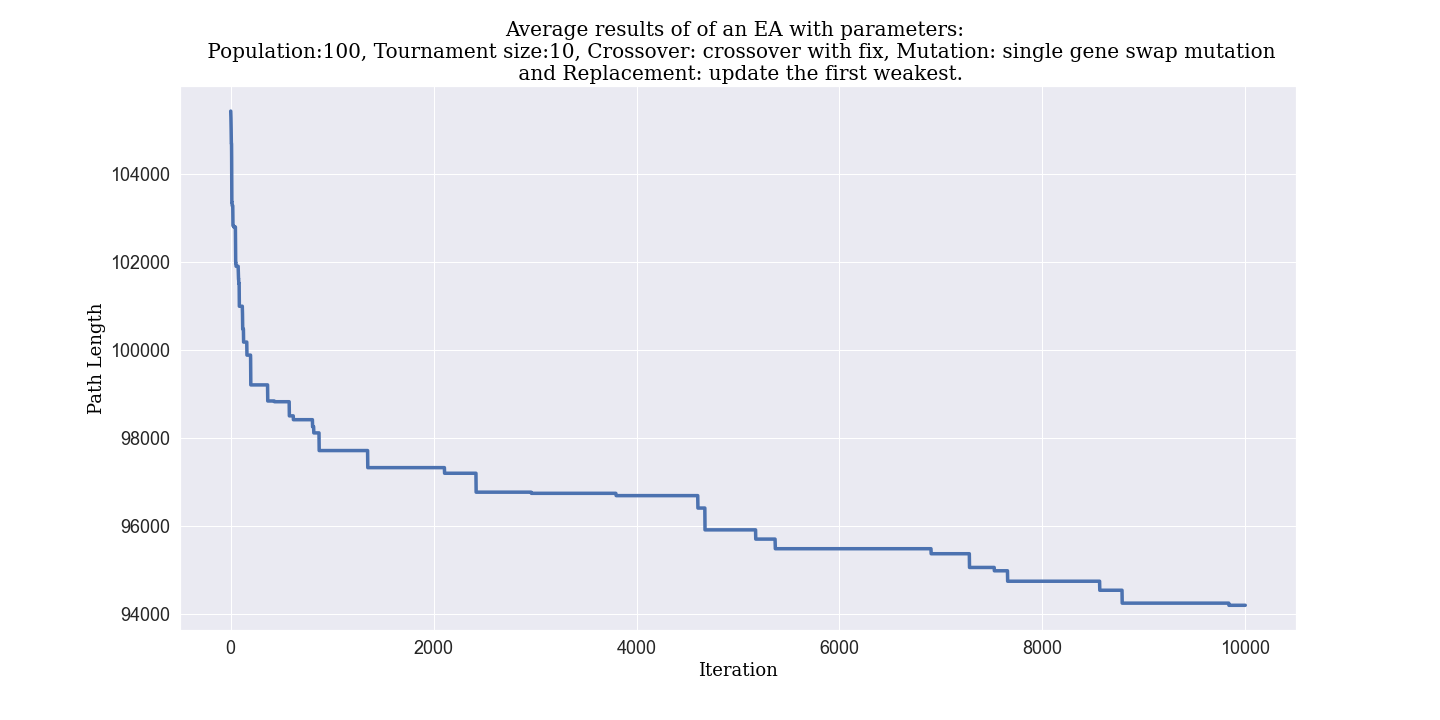 Average results of of an EA with parameters:
Population:100, Tournament size:10, Crossover: crossover with fix, Mutation: single gene swap mutation
and Replacement: update the first weakest.
104000
102000
100000
98000
96000
94000
Path Length
0 2000 4000 6000 8000 10000
Iteration